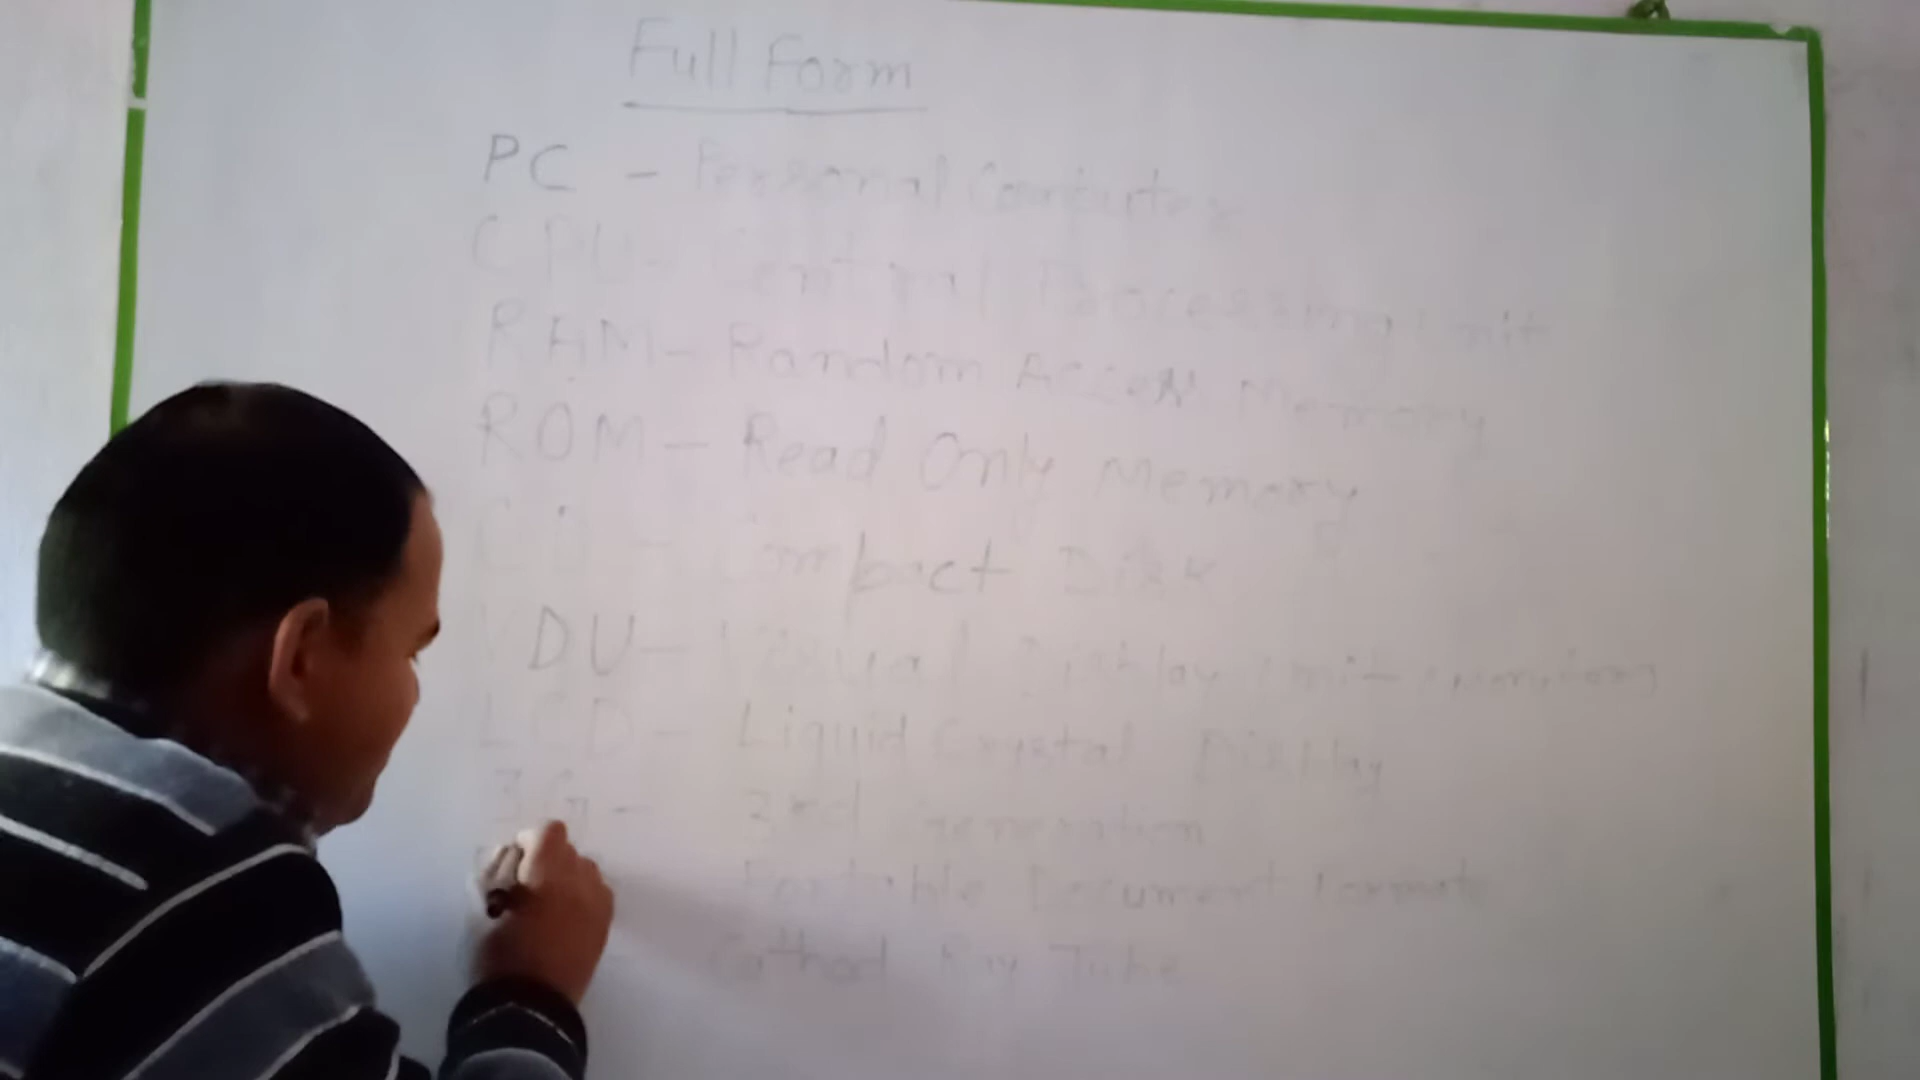 Full Form
PC - Personal Computer
CPU - Central Processing Unit
RAM - Random Access Memory
ROM - Read Only Memory
CD - Compact Disk
VDU - Visual Display Unit
LCD - Liquid Crystal Display
3G - 3rd generation
Portable Document Format
Cathod Ray Tube